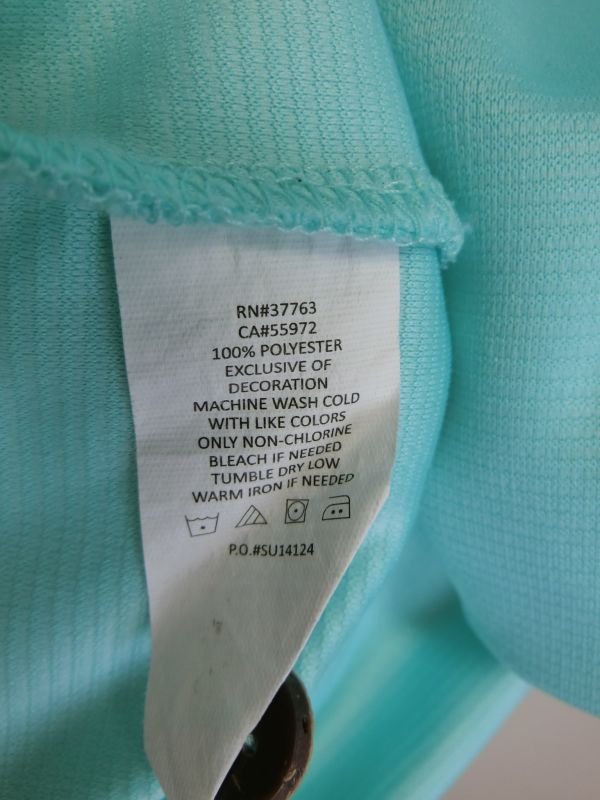 RN#37763
CA#55972
100% POLYESTER
EXCLUSIVE OF
DECORATION
MACHINE WASH COLD
WITH LIKE COLORS
ONLY NON-CHLORINE
BLEACH IF NEEDED
TUMBLE DRY LOW
WARM IRON IF NEEDED
P.O.#SU14124